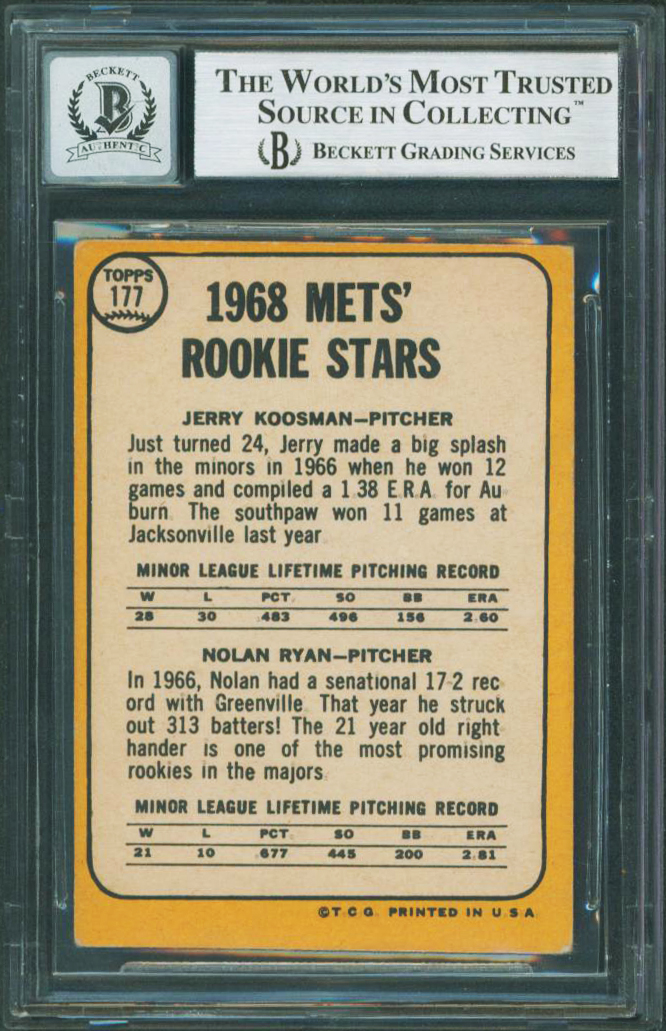 BECKETT
B
AUTHENTIC
THE WORLD'S MOST TRUSTED
SOURCE IN COLLECTING™
B BECKETT GRADING SERVICES
TOPPS
177
1968 METS'
ROOKIE STARS
JERRY KOOSMAN—PITCHER
Just turned 24, Jerry made a big splash
in the minors in 1966 when he won 12
games and compiled a 1 38 E.R.A. for Au
burn. The southpaw won 11 games at
Jacksonville last year
MINOR LEAGUE LIFETIME PITCHING RECORD
W L PCT. SO BB ERA
28 30 .483 496 156 2.60
NOLAN RYAN—PITCHER
In 1966, Nolan had a senational 17-2 rec
ord with Greenville. That year he struck
out 313 batters! The 21 year old right
hander is one of the most promising
rookies in the majors.
MINOR LEAGUE LIFETIME PITCHING RECORD
W L PCT. SO BB ERA
21 10 .677 445 200 2.81
©T.C.G. PRINTED IN U.S.A.